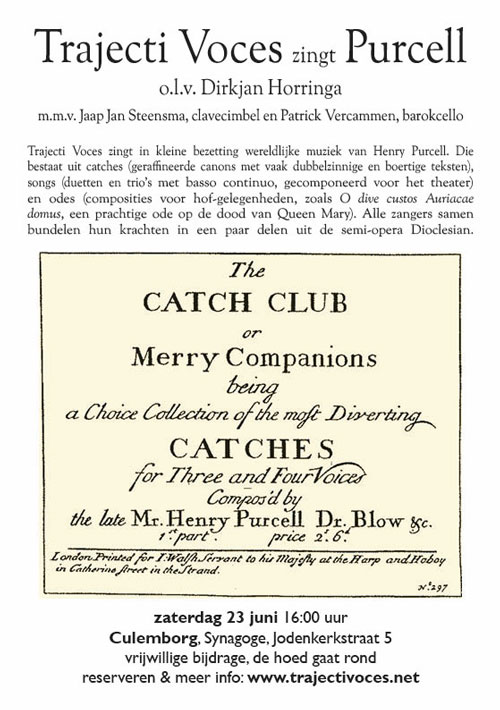 Trajecti Voces zingt Purcell
o.l.v. Dirkjan Horringa
m.m.v. Jaap Jan Steensma, clavecimbel en Patrick Vercammen, barokcello
Trajecti Voces zingt in kleine bezetting wereldlijke muziek van Henry Purcell. Die
bestaat uit catches (geraffineerde canons met vaak dubbelzinnige en boertige teksten),
songs (duetten en trio's met basso continuo, gecomponeerd voor het theater)
en odes (composities voor hof-gelegenheden, zoals O dive custos Auriacae
domus, een prachtige ode op de dood van Queen Mary). Alle zangers samen
bundelen hun krachten in een paar delen uit de semi-opera Dioclesian.
The
CATCH CLUB
or
Merry Companions
being
a Choice Collection of the most Diverting
CATCHES
for Three and Four Voices
Compos'd by
the late Mr. Henry Purcell Dr. Blow &c.
1st. part. price 2s. 6d.
London. Printed for I. Walsh, Servant to his Majesty at the Harp and Hoboy
in Catherine street in the Strand.
No. 297
zaterdag 23 juni 16:00 uur
Culemborg, Synagoge, Jodenkerkstraat 5
vrijwillige bijdrage, de hoed gaat rond
reserveren & meer info: www.trajectivoces.net